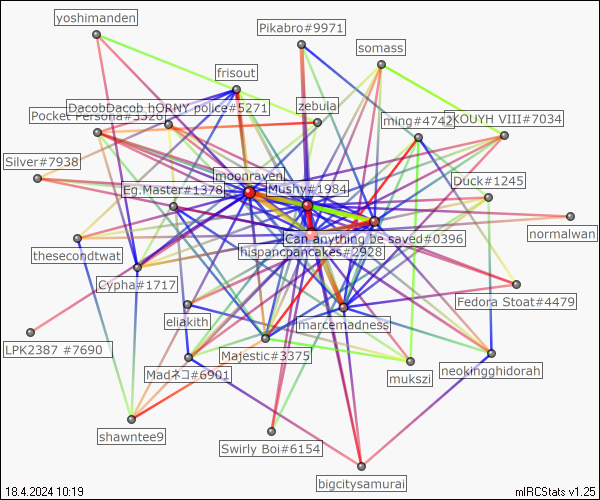 yoshimanden
Pikabro#9971
somass
frisout
DacobDacob hORNY police#5271
zebula
Pocket Persona#3326
ming#4742
ZKOUYH VIII#7034
Silver#7938
moonraven
Eg.Master#1378
Mushy#1984
Duck#1245
normalwan
Can anything be saved#0396
thesecondtwat
hispancpancakes#2928
Cypha#1717
Fedora Stoat#4479
eliakith
marcemadness
LPK2387 #7690
Majestic#3375
Madネコ#6901
mukszi
neokingghidorah
shawntee9
Swirly Boi#6154
bigcitysamurai
18.4.2024 10:19
mIRCStats v1.25